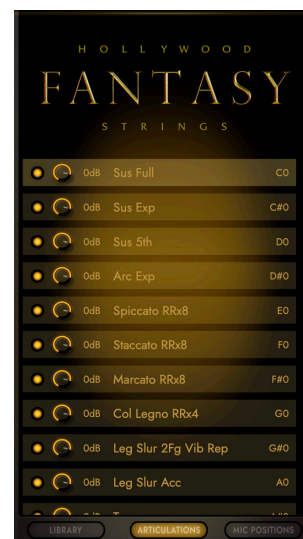 HOLLYWOOD
FANTASY
STRINGS
0dB Sus Full C0
0dB Sus Exp C#0
0dB Sus 5th D0
0dB Arc Exp D#0
0dB Spiccato RRx8 E0
0dB Staccato RRx8 F0
0dB Marcato RRx8 F#0
0dB Col Legno RRx4 G0
0dB Leg Slur 2Fg Vib Rep G#0
0dB Leg Slur Acc A0
LIBRARY ARTICULATIONS MIC POSITIONS